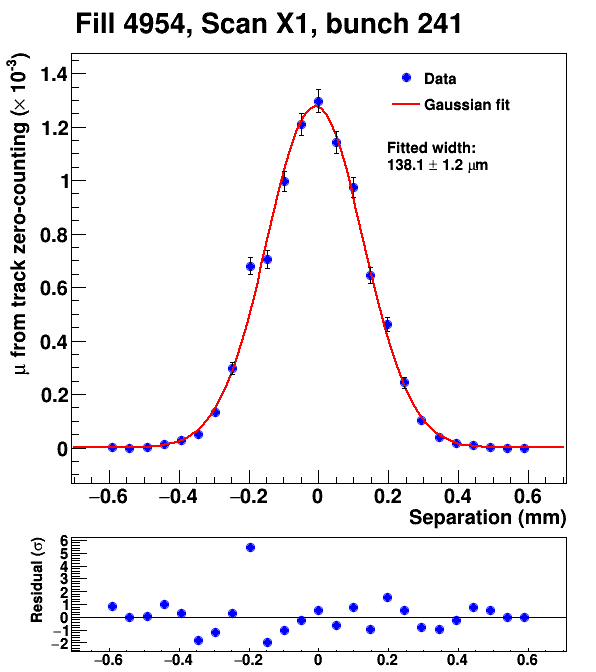 Fill 4954, Scan X1, bunch 241
μ from track zero-counting (× 10⁻³)
1.4
1.2
1
0.8
0.6
0.4
0.2
0
Data
Gaussian fit
Fitted width:
138.1 ± 1.2 μm
−0.6 −0.4 −0.2 0 0.2 0.4 0.6
Separation (mm)
Residual (σ)
6
5
4
3
2
1
0
−1
−2
−0.6 −0.4 −0.2 0 0.2 0.4 0.6